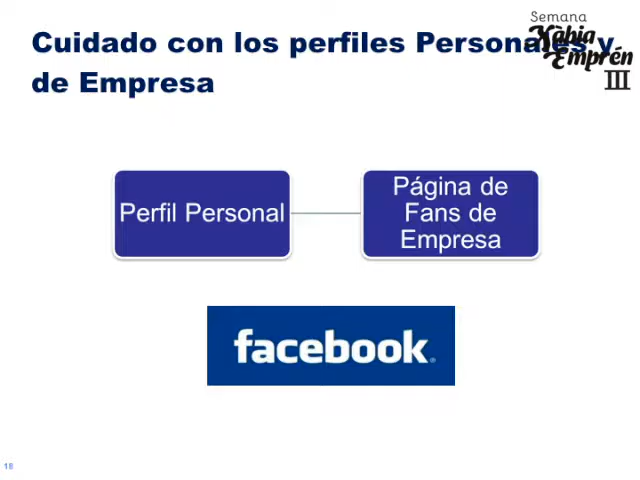 Semana
Xàbia
Emprén
III
Cuidado con los perfiles Personales y
de Empresa
Perfil Personal
Página de
Fans de
Empresa
facebook®
18